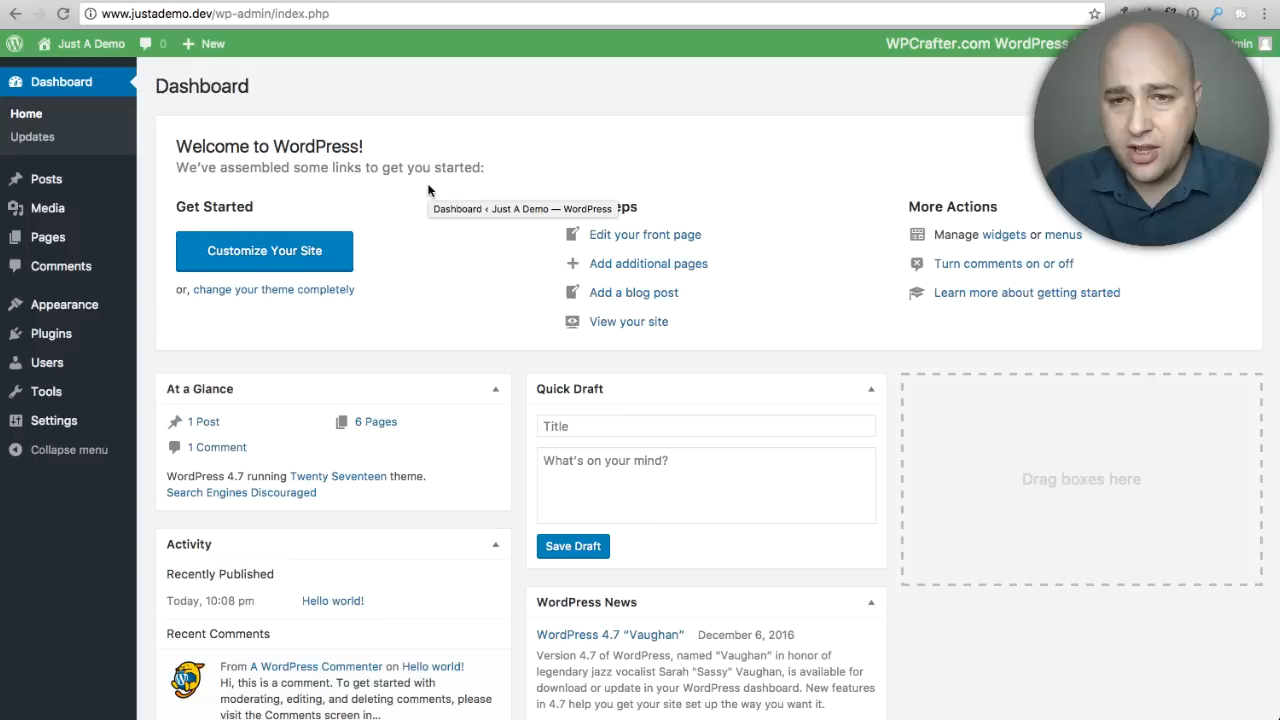 www.justademo.dev/wp-admin/index.php
Just A Demo
0
New
WPCrafter.com WordPress
Dashboard
Home
Updates
Posts
Media
Pages
Comments
Appearance
Plugins
Users
Tools
Settings
Collapse menu
Dashboard
Welcome to WordPress!
We've assembled some links to get you started:
Dashboard ‹ Just A Demo — WordPress
Get Started
Customize Your Site
or, change your theme completely
Edit your front page
Add additional pages
Add a blog post
View your site
More Actions
Manage widgets or menus
Turn comments on or off
Learn more about getting started
At a Glance
1 Post
6 Pages
1 Comment
WordPress 4.7 running Twenty Seventeen theme.
Search Engines Discouraged
Activity
Recently Published
Today, 10:08 pm
Hello world!
Recent Comments
From A WordPress Commenter on Hello world!
Hi, this is a comment. To get started with
moderating, editing, and deleting comments, please
visit the Comments screen in...
Quick Draft
Title
What's on your mind?
Save Draft
WordPress News
WordPress 4.7 "Vaughan" December 6, 2016
Version 4.7 of WordPress, named "Vaughan" in honor of
legendary jazz vocalist Sarah "Sassy" Vaughan, is available for
download or update in your WordPress dashboard. New features
in 4.7 help you get your site set up the way you want it.
Drag boxes here